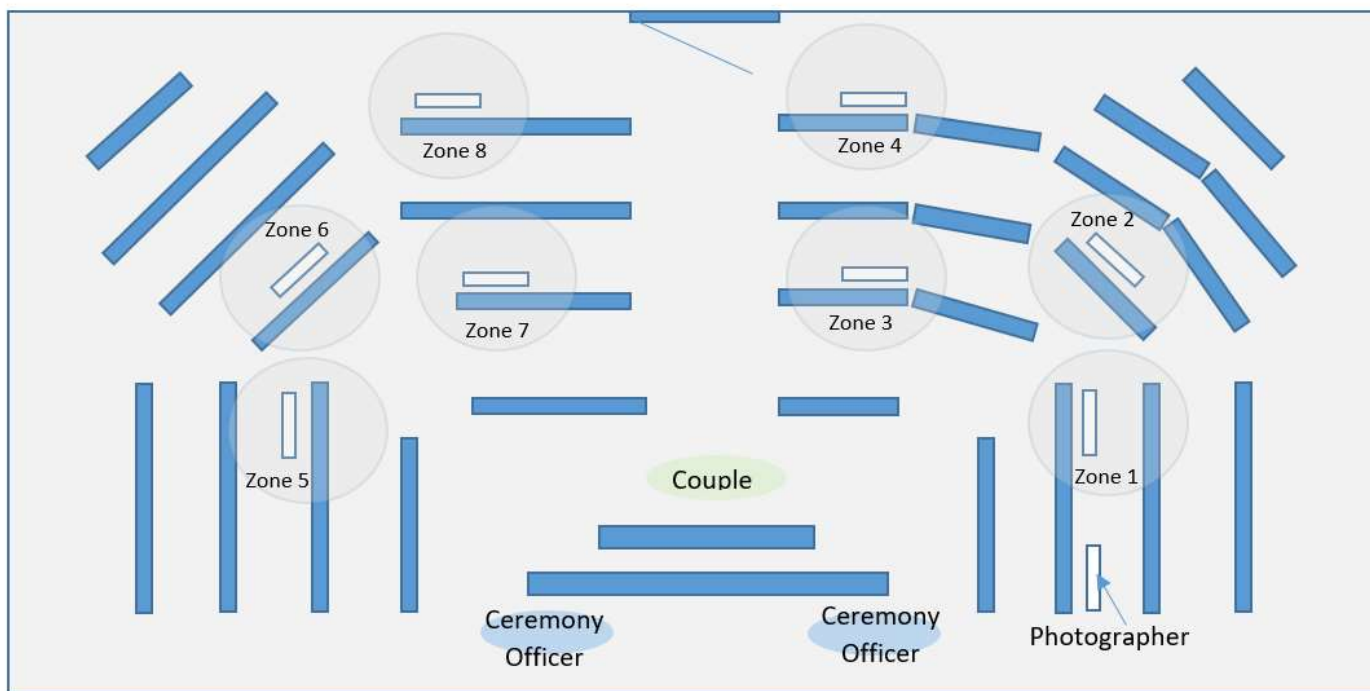 Zone 8
Zone 4
Zone 6
Zone 2
Zone 7
Zone 3
Zone 5
Zone 1
Couple
Ceremony
Officer
Ceremony
Officer
Photographer